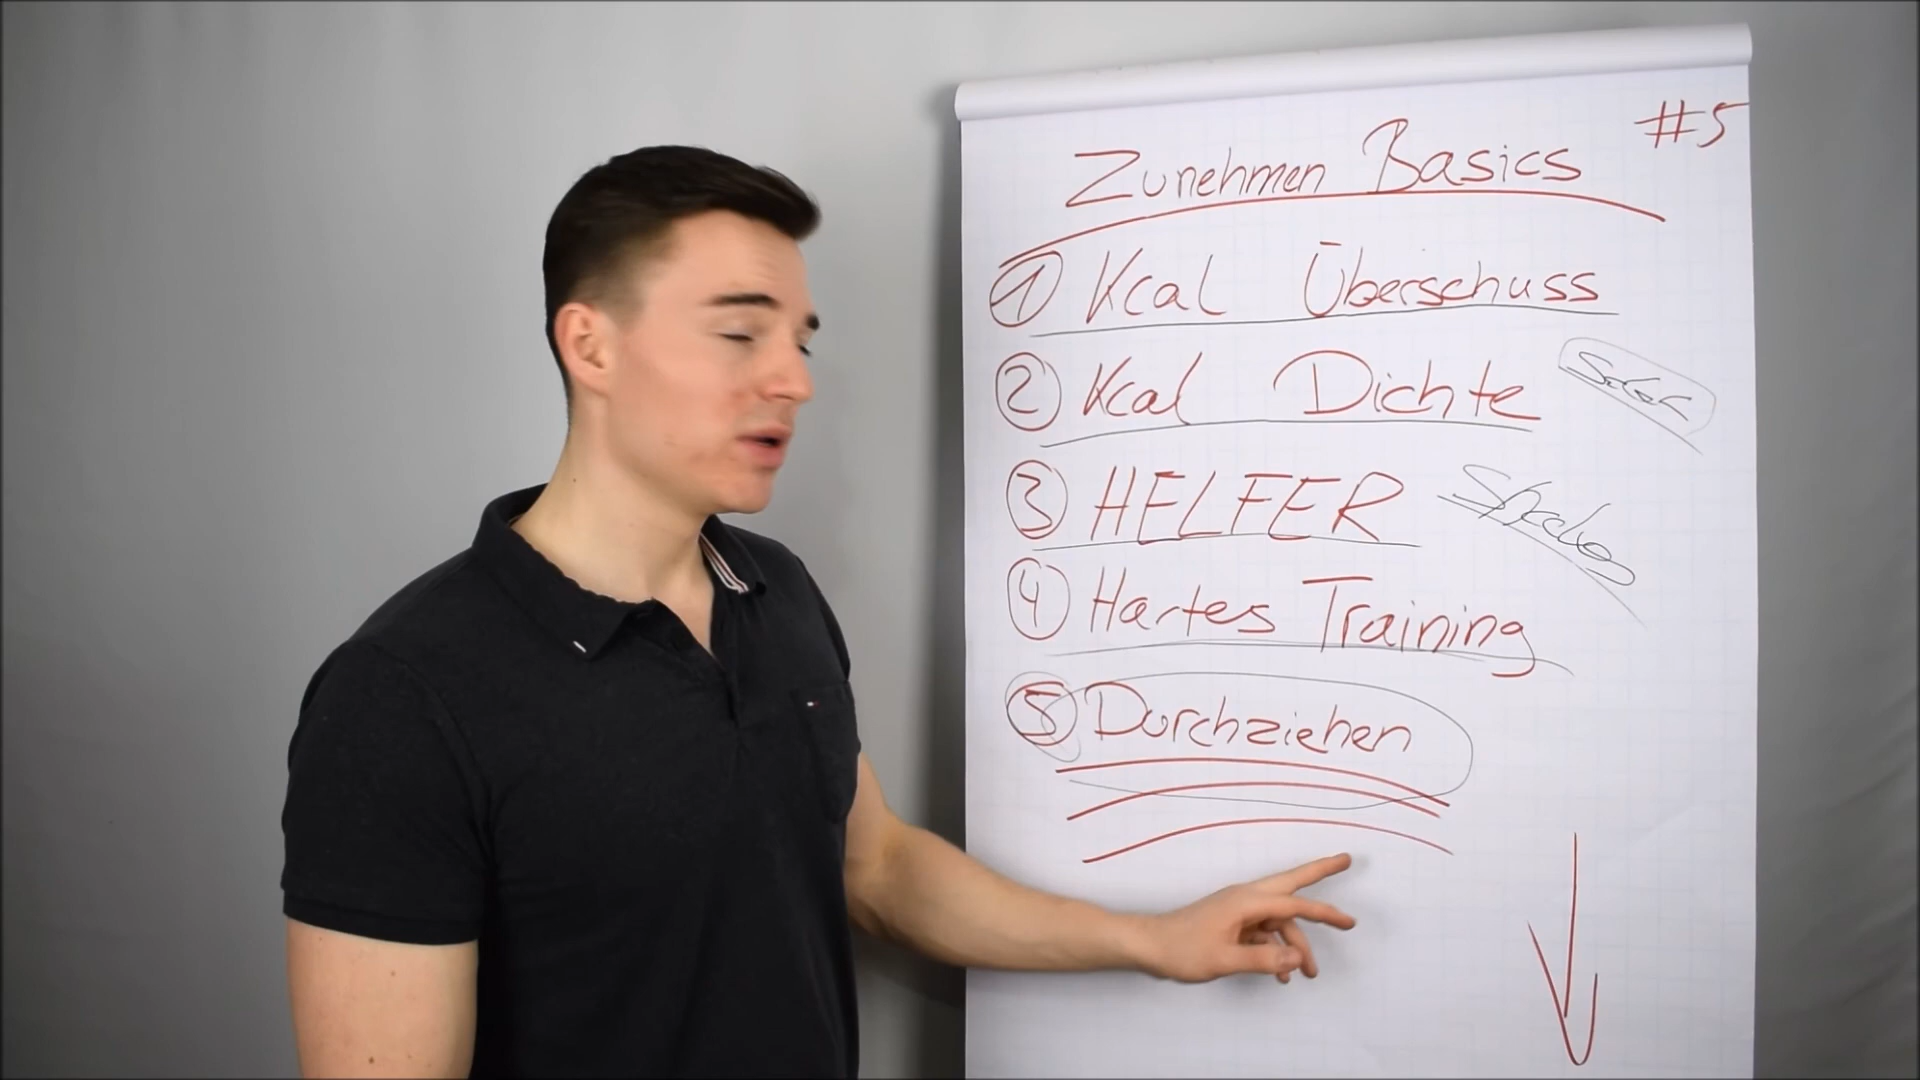 #5
Zunehmen Basics
1 Kcal Überschuss
2 Kcal Dichte
3 HELFER
4 Hartes Training
5 Durchziehen